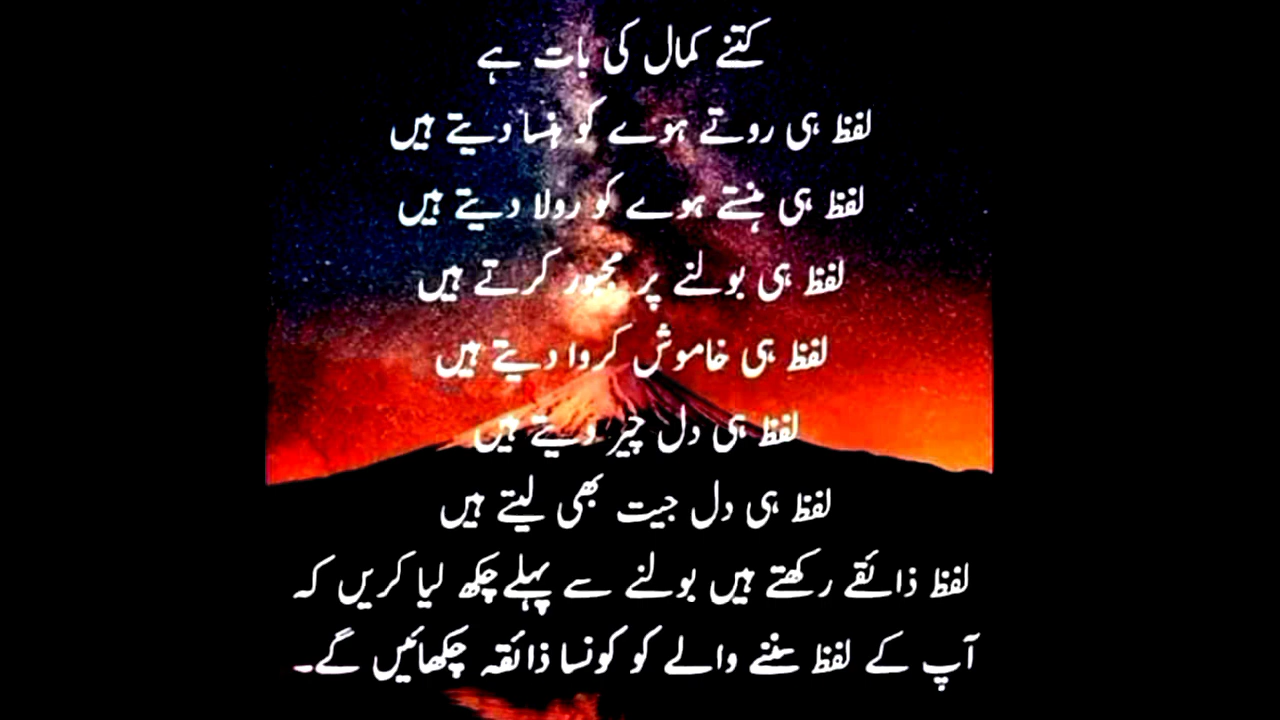 کتنے کمال کی بات ہے
لفظ ہی روتے ہوے کو ہنسا دیتے ہیں
لفظ ہی ہنستے ہوے کو رولا دیتے ہیں
لفظ ہی بولنے پر مجبور کرتے ہیں
لفظ ہی خاموش کروا دیتے ہیں
لفظ ہی دل چیر دیتے ہیں
لفظ ہی دل جیت بھی لیتے ہیں
لفظ ذائقے رکھتے ہیں بولنے سے پہلے چکھ لیا کریں کہ
آپ کے لفظ سننے والے کو کونسا ذائقہ چکھائیں گے۔